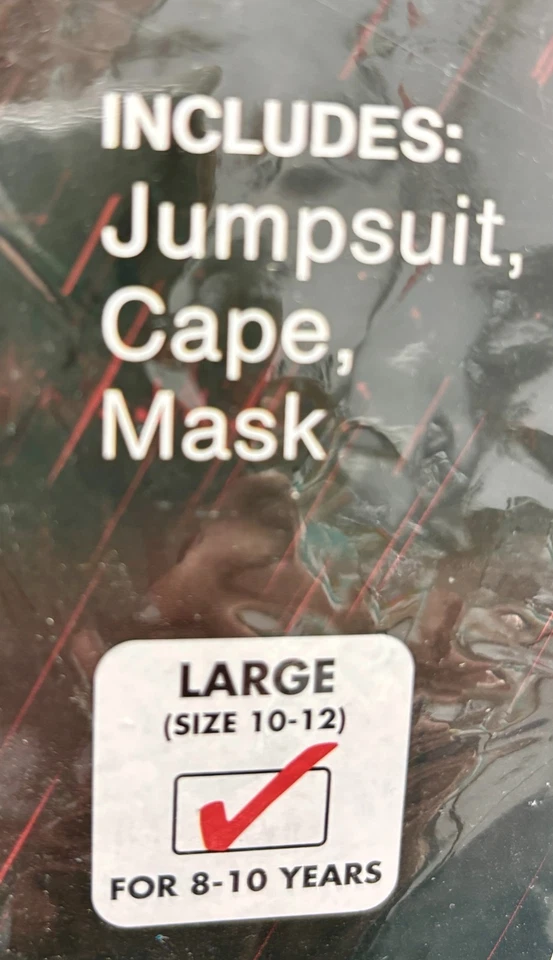 INCLUDES:
Jumpsuit,
Cape,
Mask
LARGE
(SIZE 10-12)
FOR 8-10 YEARS